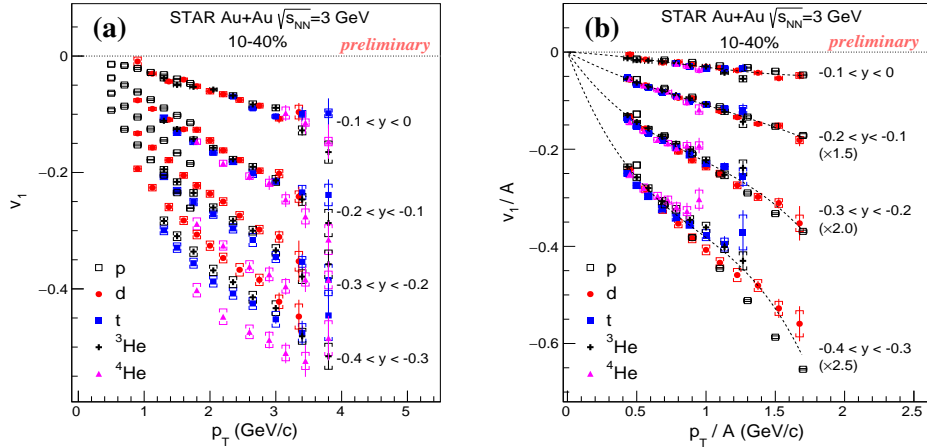 (a)
STAR Au+Au √s_NN=3 GeV
10-40%
preliminary
0
−0.2
−0.4
v₁
-0.1 < y < 0
-0.2 < y < -0.1
-0.3 < y < -0.2
-0.4 < y < -0.3
p
d
t
³He
⁴He
0 1 2 3 4 5
p_T (GeV/c)
(b)
STAR Au+Au √s_NN=3 GeV
10-40%
preliminary
0
−0.2
−0.4
−0.6
v₁/ A
-0.1 < y < 0
-0.2 < y < -0.1
(×1.5)
-0.3 < y < -0.2
(×2.0)
-0.4 < y < -0.3
(×2.5)
p
d
t
³He
⁴He
0 0.5 1 1.5 2 2.5
p_T / A (GeV/c)